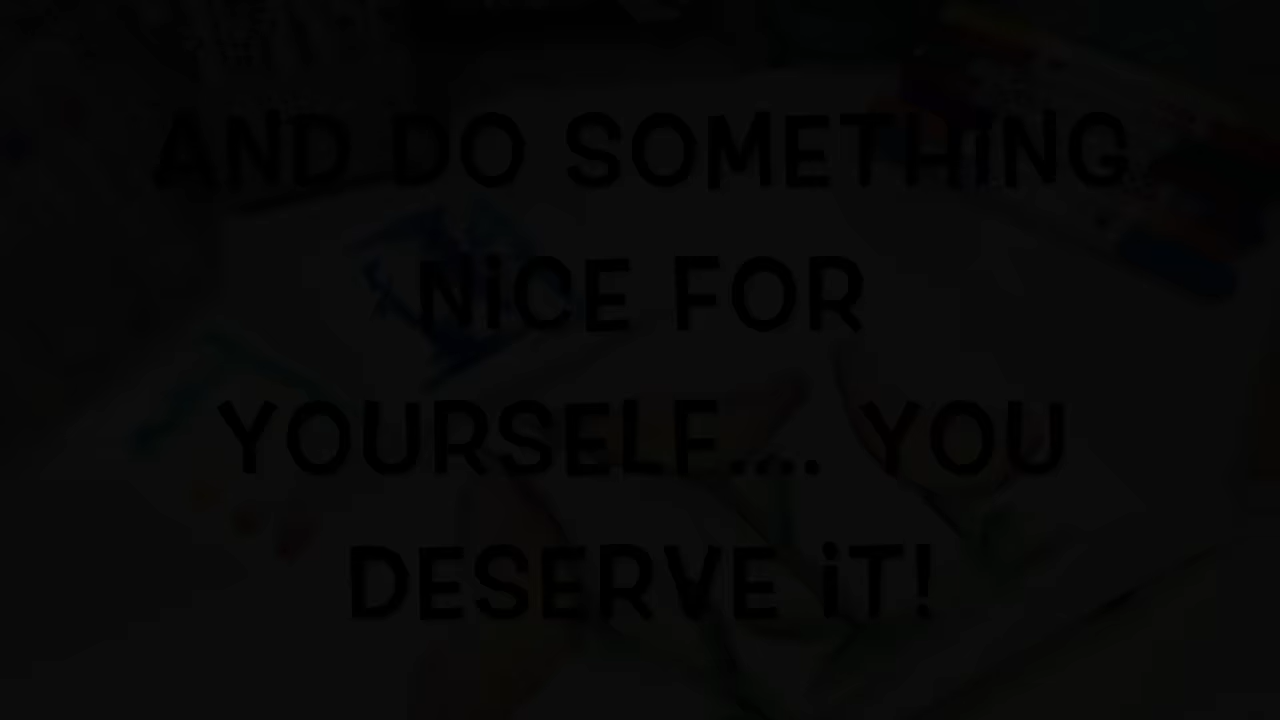 AND DO SOMETHiNG
NiCE FOR
YOURSELF.... YOU
DESERVE iT!